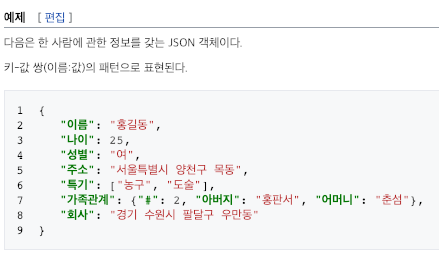 예제 [ 편집 ]
다음은 한 사람에 관한 정보를 갖는 JSON 객체이다.
키-값 쌍(이름:값)의 패턴으로 표현된다.
1 {
2 "이름": "홍길동",
3 "나이": 25,
4 "성별": "여",
5 "주소": "서울특별시 양천구 목동",
6 "특기": ["농구", "도술"],
7 "가족관계": {"#": 2, "아버지": "홍판서", "어머니": "춘섬"},
8 "회사": "경기 수원시 팔달구 우만동"
9 }